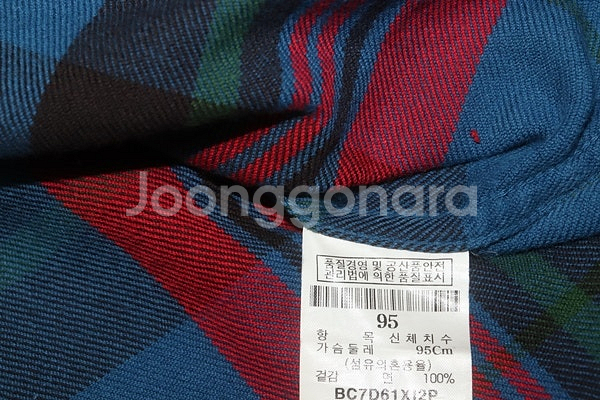 Joonggonara
품질경영 및 공산품안전
관리법에 의한 품질표시
95
항 목 신체치수
가슴둘레 95Cm
(섬유의혼용율)
겉감 면 100%